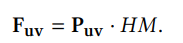 F_uv = P_uv · HM.